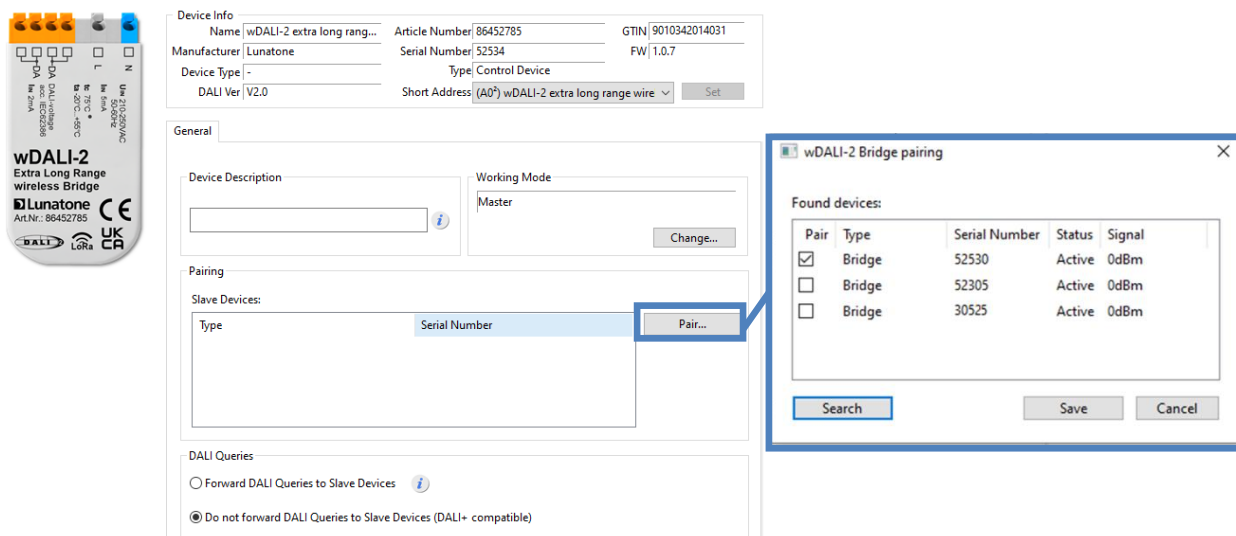 DA
DA
L
N
DALI-voltage
acc. IEC62386
Iɪɴ 2mA
tc 75°C
ta -20°C...+55°C
Iɪɴ 5mA
Uɪɴ 210-250VAC
50-60Hz
wDALI-2
Extra Long Range
wireless Bridge
Lunatone
Art.Nr.: 86452785
CE
DALI 2
LoRa
UK
CA
Device Info
Name wDALI-2 extra long rang... Article Number 86452785 GTIN 9010342014031
Manufacturer Lunatone Serial Number 52534 FW 1.0.7
Device Type - Type Control Device
DALI Ver V2.0 Short Address (A0²) wDALI-2 extra long range wire Set
General
Device Description
Working Mode
Master
Change...
Pairing
Slave Devices:
Type Serial Number
Pair...
DALI Queries
Forward DALI Queries to Slave Devices
Do not forward DALI Queries to Slave Devices (DALI+ compatible)
wDALI-2 Bridge pairing
Found devices:
Pair Type Serial Number Status Signal
Bridge 52530 Active 0dBm
Bridge 52305 Active 0dBm
Bridge 30525 Active 0dBm
Search Save Cancel